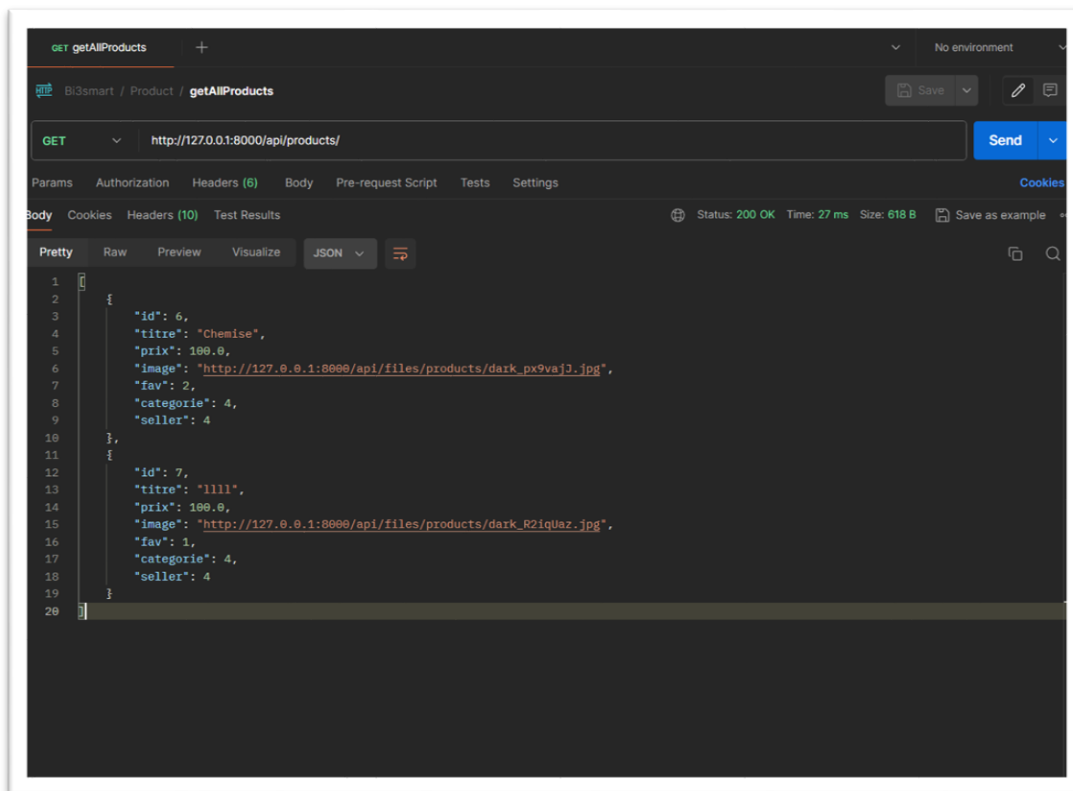 GET getAllProducts
No environment
HTTP Bi3smart / Product / getAllProducts
Save
GET http://127.0.0.1:8000/api/products/ Send
Params Authorization Headers (6) Body Pre-request Script Tests Settings Cookies
Body Cookies Headers (10) Test Results Status: 200 OK Time: 27 ms Size: 618 B Save as example
Pretty Raw Preview Visualize JSON
1 [
2 {
3 "id": 6,
4 "titre": "Chemise",
5 "prix": 100.0,
6 "image": "http://127.0.0.1:8000/api/files/products/dark_px9vajJ.jpg",
7 "fav": 2,
8 "categorie": 4,
9 "seller": 4
10 },
11 {
12 "id": 7,
13 "titre": "llll",
14 "prix": 100.0,
15 "image": "http://127.0.0.1:8000/api/files/products/dark_R2iqUaz.jpg",
16 "fav": 1,
17 "categorie": 4,
18 "seller": 4
19 }
20 ]